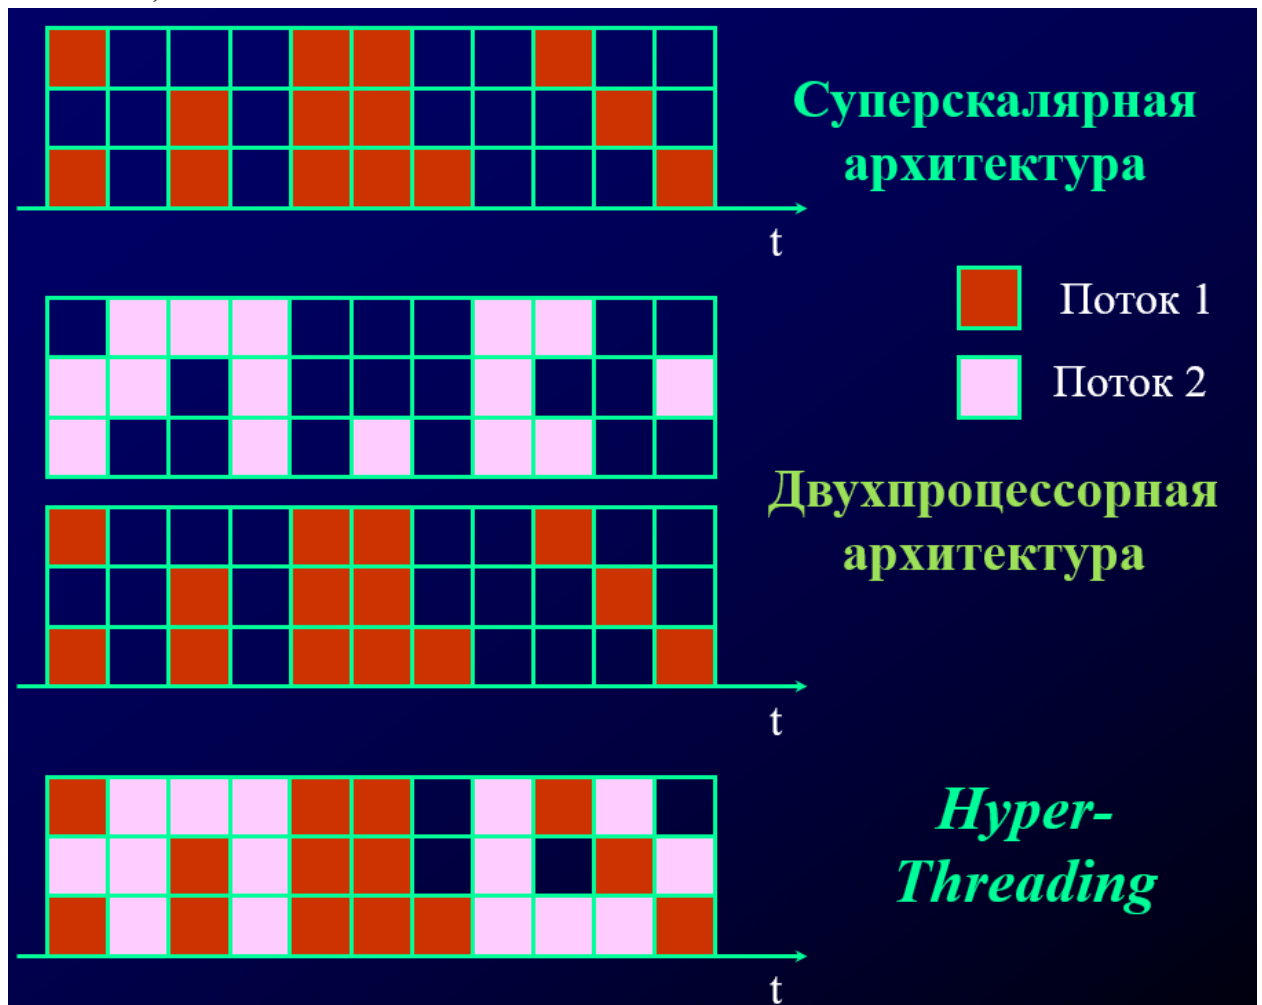 Суперскалярная
архитектура
t
Поток 1
Поток 2
Двухпроцессорная
архитектура
t
Hyper-
Threading
t